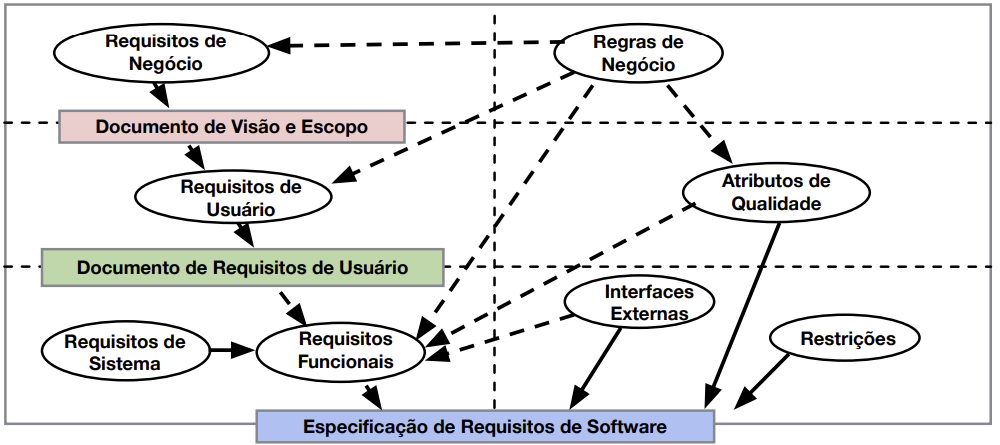 Requisitos de
Negócio
Regras de
Negócio
Documento de Visão e Escopo
Requisitos de
Usuário
Atributos de
Qualidade
Documento de Requisitos de Usuário
Interfaces
Externas
Requisitos de
Sistema
Requisitos
Funcionais
Restrições
Especificação de Requisitos de Software